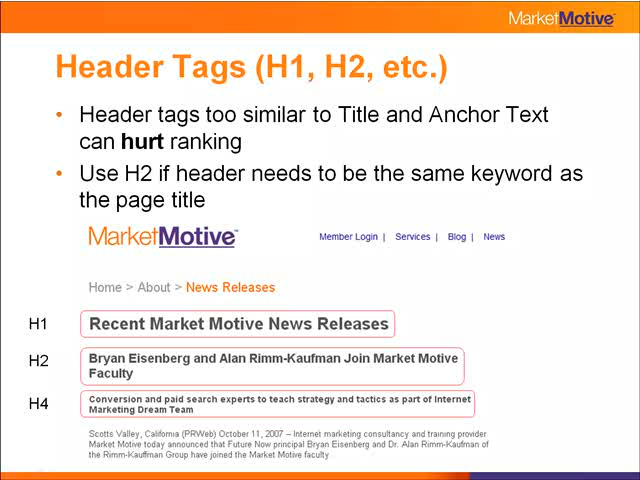 MarketMotive
Header Tags (H1, H2, etc.)
• Header tags too similar to Title and Anchor Text
can hurt ranking
• Use H2 if header needs to be the same keyword as
the page title
MarketMotive™
Member Login | Services | Blog | News
Home > About > News Releases
H1 Recent Market Motive News Releases
H2 Bryan Eisenberg and Alan Rimm-Kaufman Join Market Motive
Faculty
H4 Conversion and paid search experts to teach strategy and tactics as part of Internet
Marketing Dream Team
Scotts Valley, California (PRWeb) October 11, 2007 – Internet marketing consultancy and training provider
Market Motive today announced that Future Now principal Bryan Eisenberg and Dr. Alan Rimm-Kaufman of
the Rimm-Kauffman Group have joined the Market Motive faculty